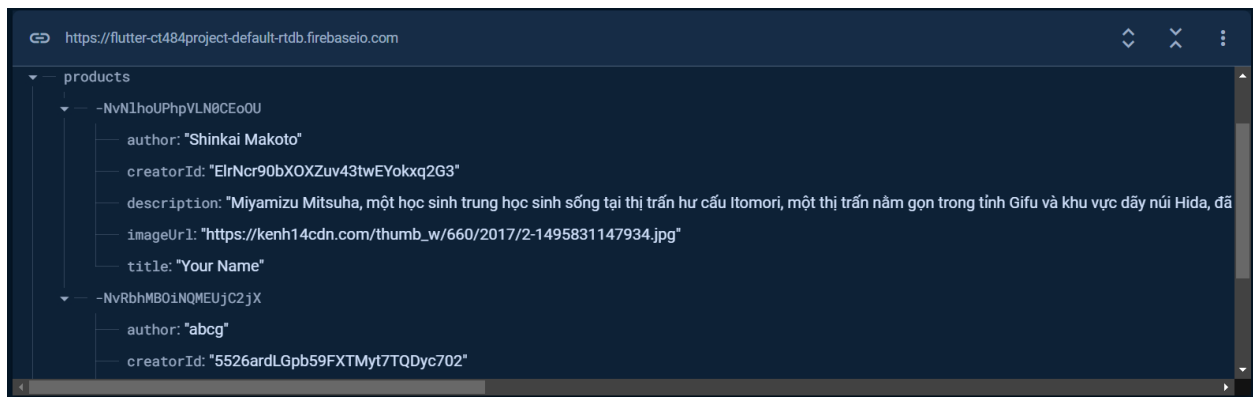 https://flutter-ct484project-default-rtdb.firebaseio.com
products
-NvNlhoUPhpVLN0CEoOU
author: "Shinkai Makoto"
creatorId: "ElrNcr90bXOXZuv43twEYokxq2G3"
description: "Miyamizu Mitsuha, một học sinh trung học sinh sống tại thị trấn hư cấu Itomori, một thị trấn nằm gọn trong tỉnh Gifu và khu vực dãy núi Hida, đã
imageUrl: "https://kenh14cdn.com/thumb_w/660/2017/2-1495831147934.jpg"
title: "Your Name"
-NvRbhMBOiNQMEUjC2jX
author: "abcg"
creatorId: "5526ardLGpb59FXTMyt7TQDyc702"